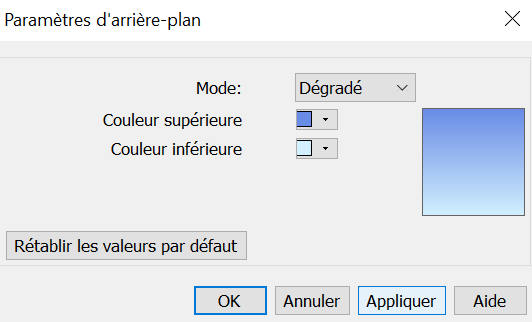 Paramètres d'arrière-plan
Mode: Dégradé
Couleur supérieure
Couleur inférieure
Rétablir les valeurs par défaut
OK Annuler Appliquer Aide